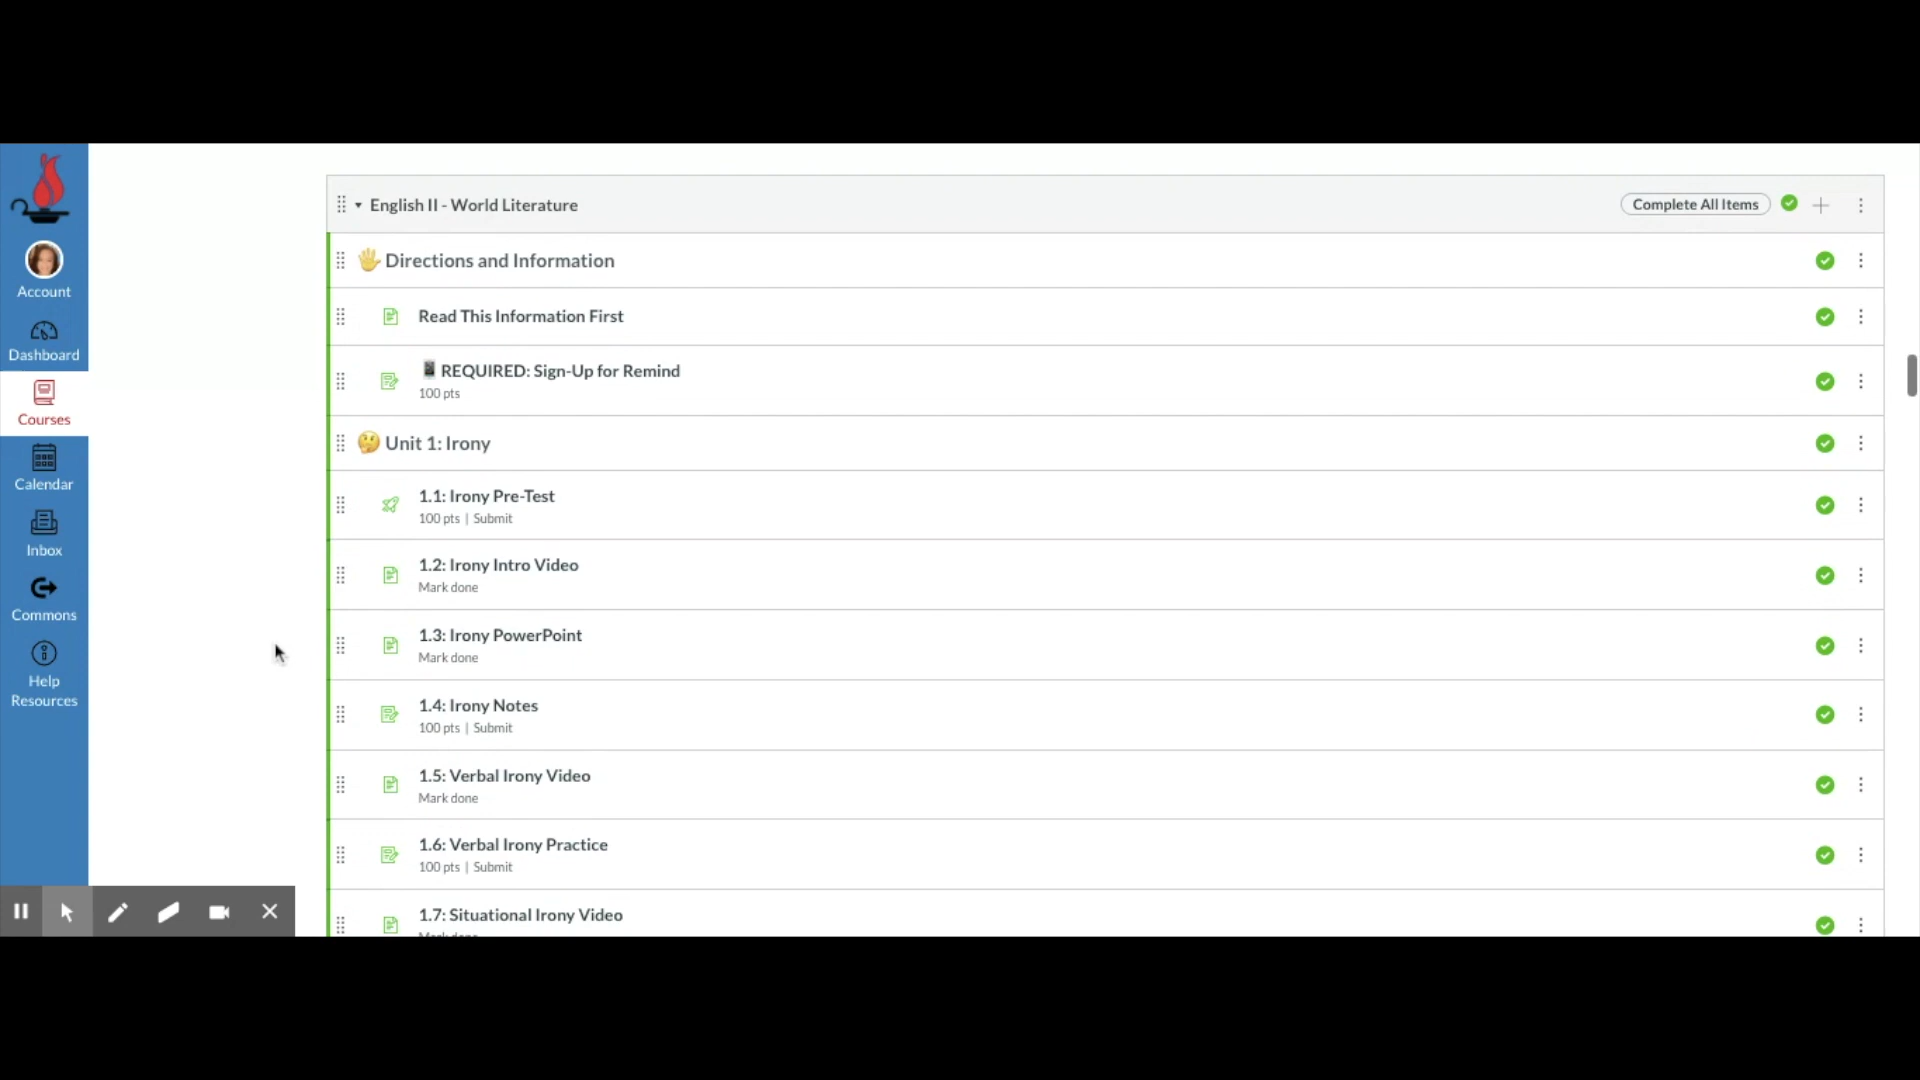 English II - World Literature
Complete All Items
Directions and Information
Account
Read This Information First
Dashboard
REQUIRED: Sign-Up for Remind
100 pts
Courses
Unit 1: Irony
Calendar
1.1: Irony Pre-Test
100 pts | Submit
Inbox
1.2: Irony Intro Video
Mark done
Commons
1.3: Irony PowerPoint
Mark done
Help
Resources
1.4: Irony Notes
100 pts | Submit
1.5: Verbal Irony Video
Mark done
1.6: Verbal Irony Practice
100 pts | Submit
1.7: Situational Irony Video
Mark done